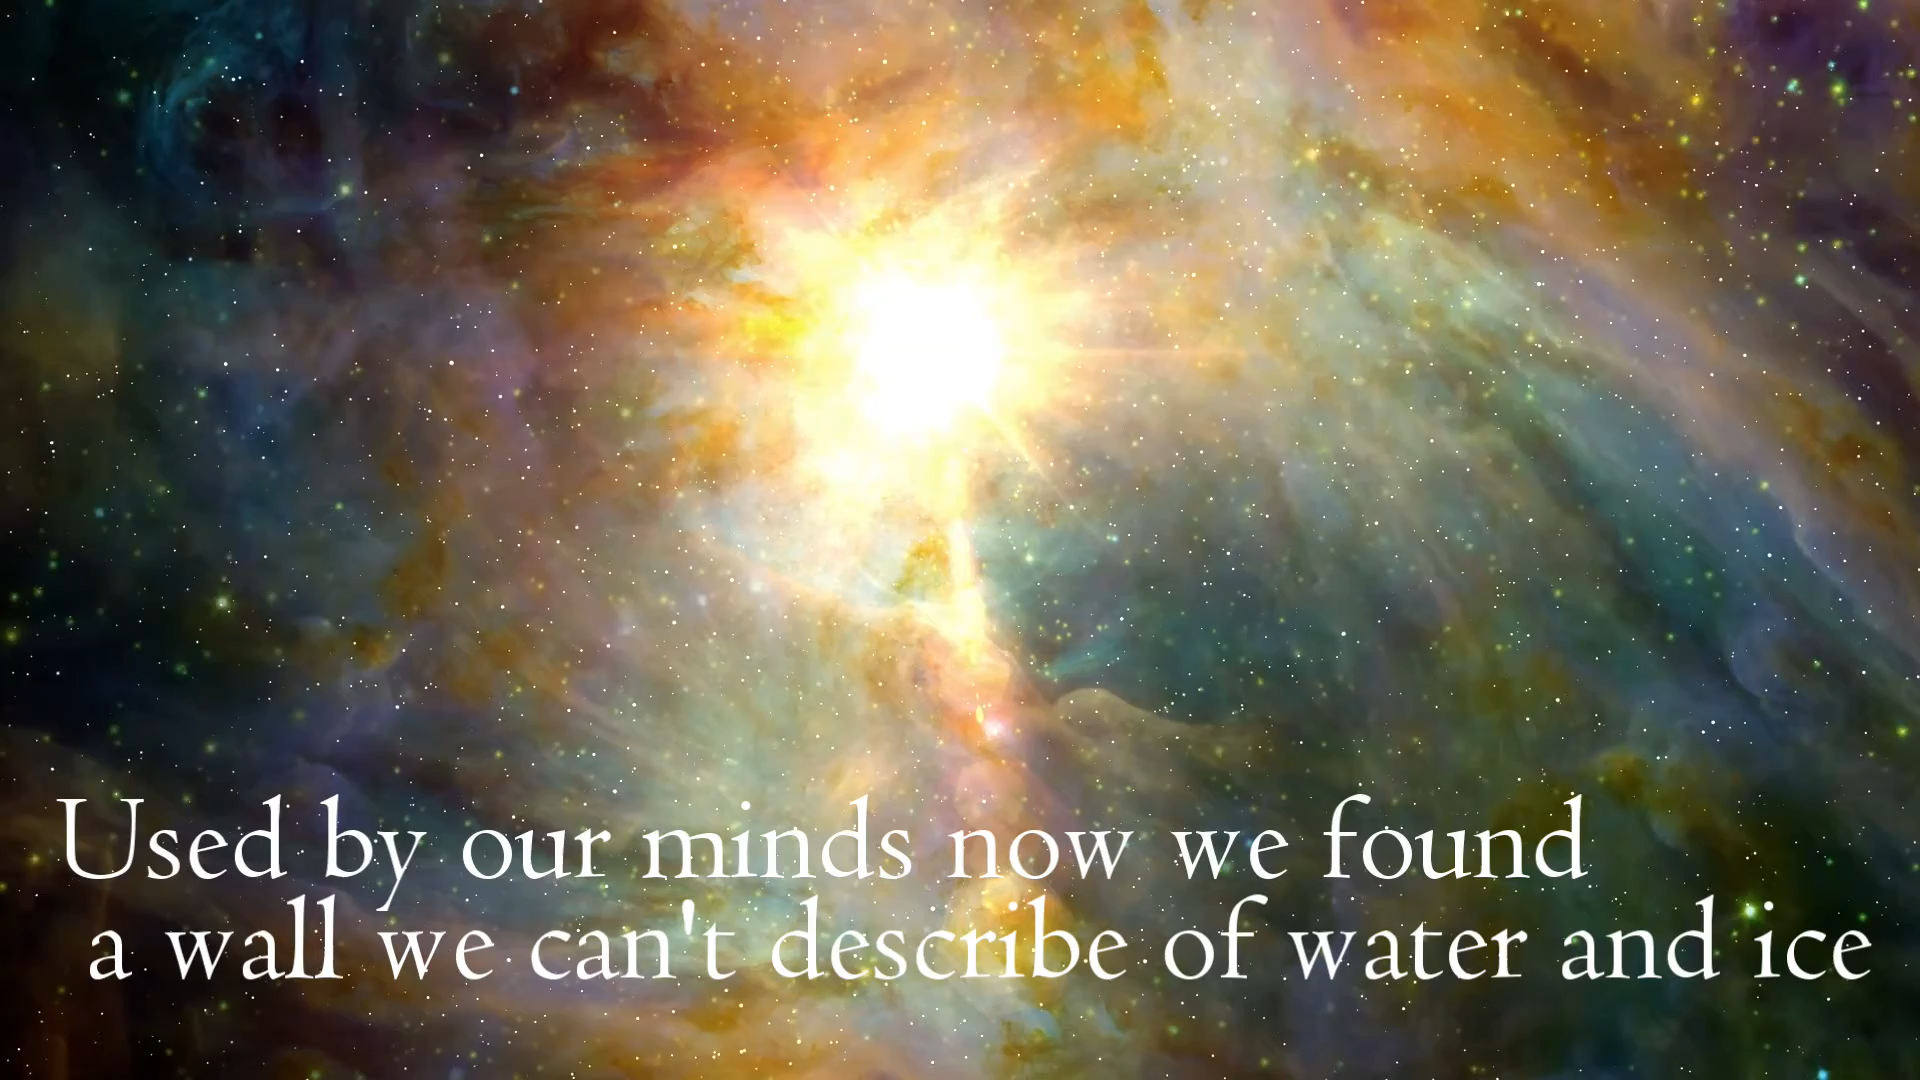 Used by our minds now we found
a wall we can't describe of water and ice